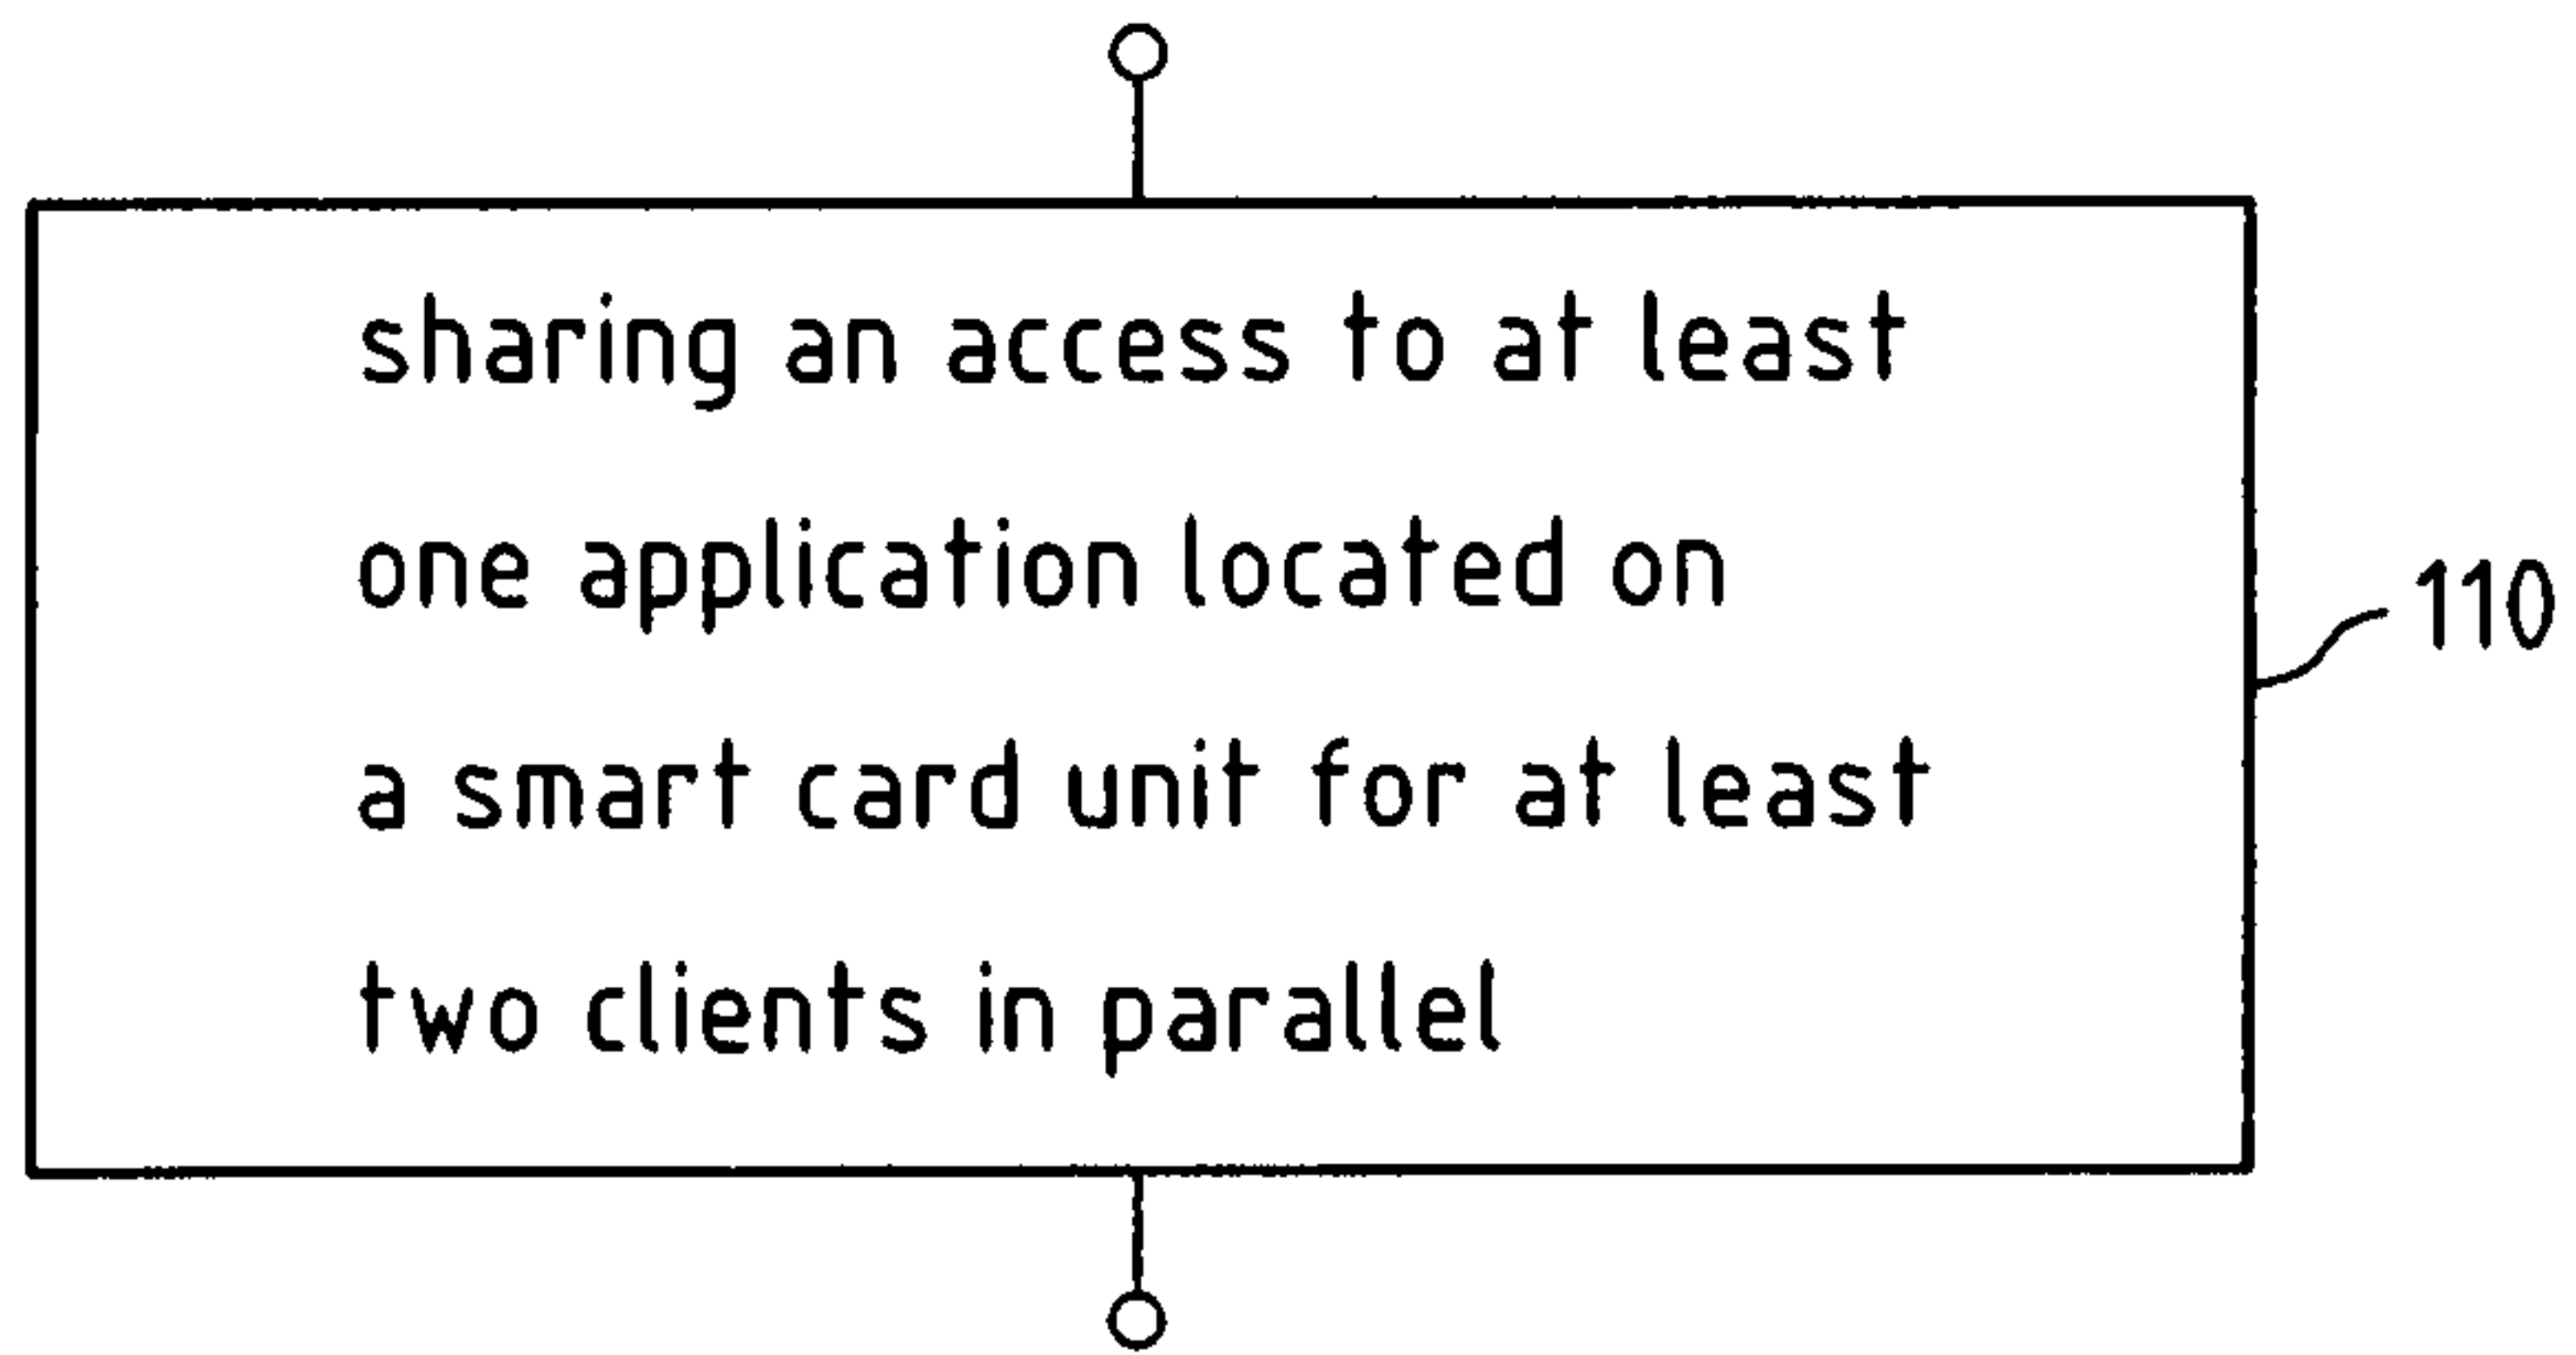 sharing an access to at least
one application located on
a smart card unit for at least
two clients in parallel
110